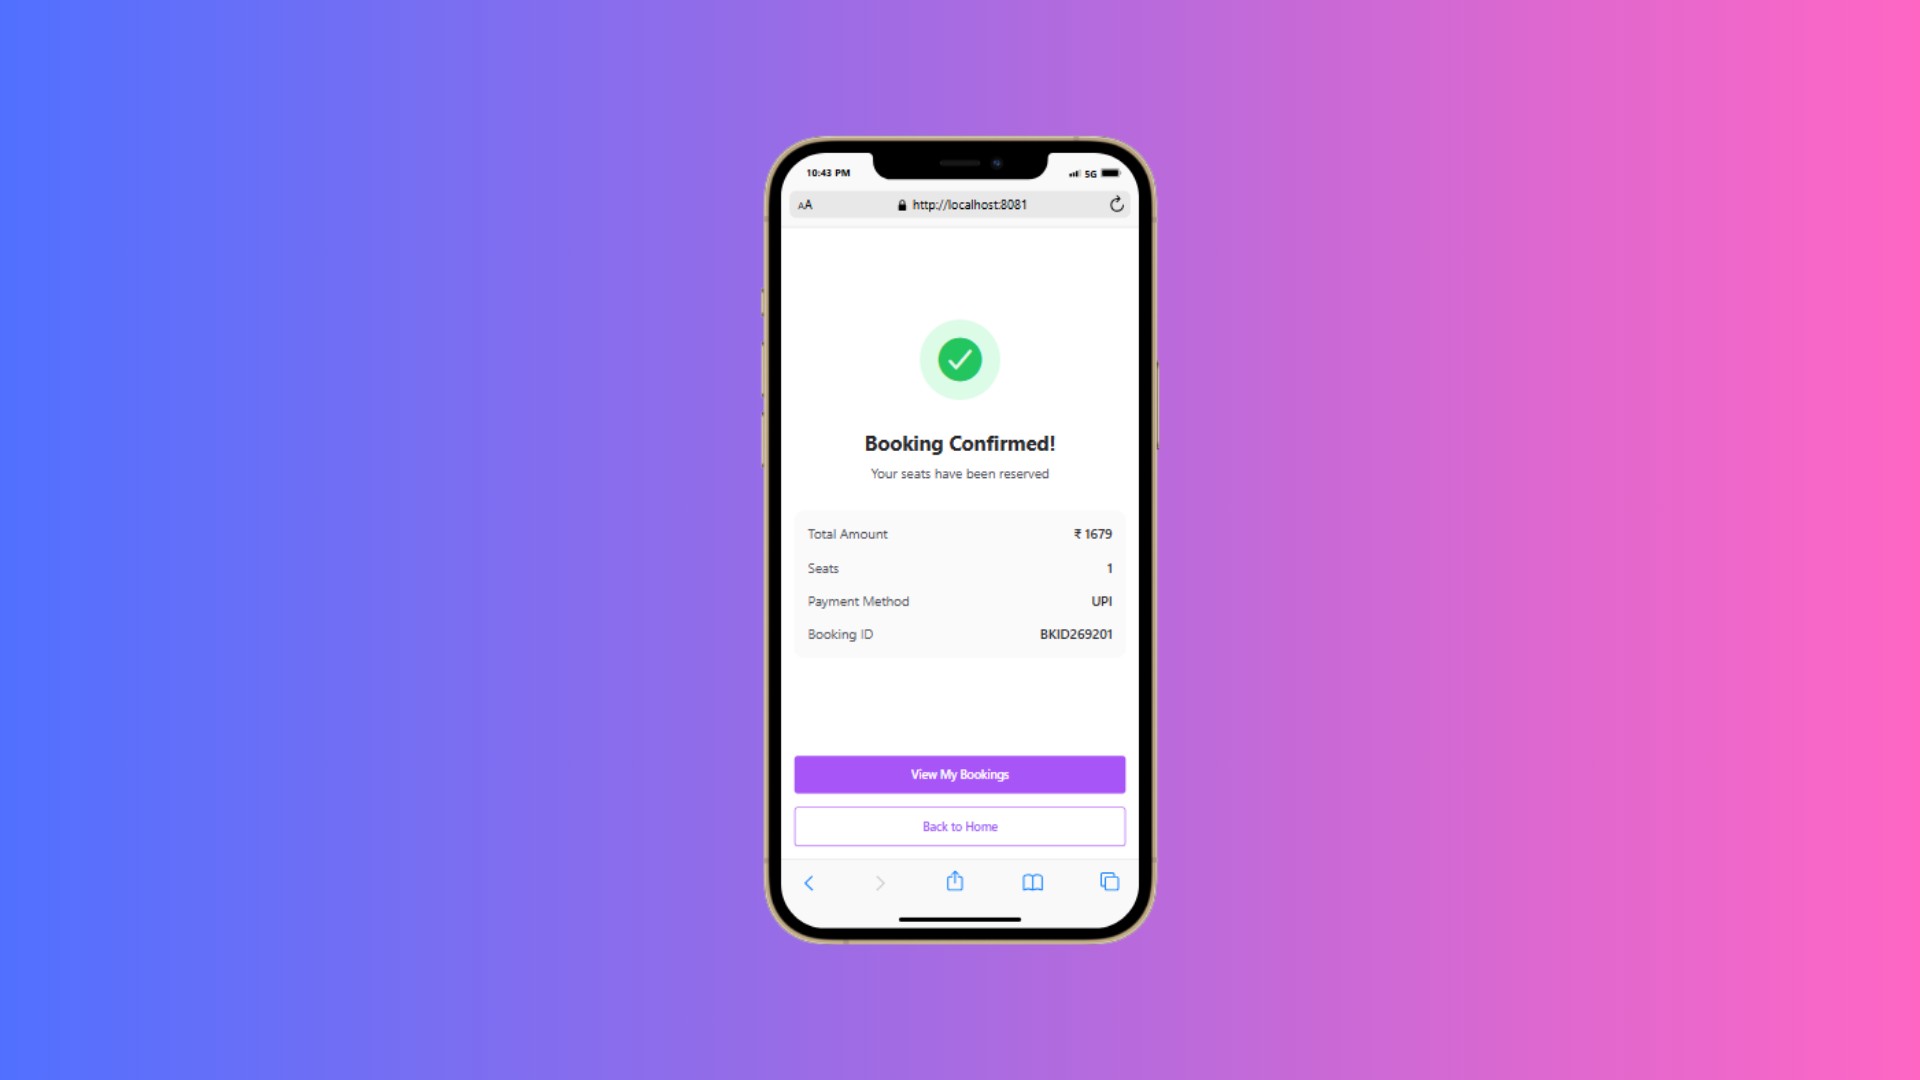 10:43 PM 5G
AA http://localhost:8081
Booking Confirmed!
Your seats have been reserved
Total Amount ₹ 1679
Seats 1
Payment Method UPI
Booking ID BKID269201
View My Bookings
Back to Home